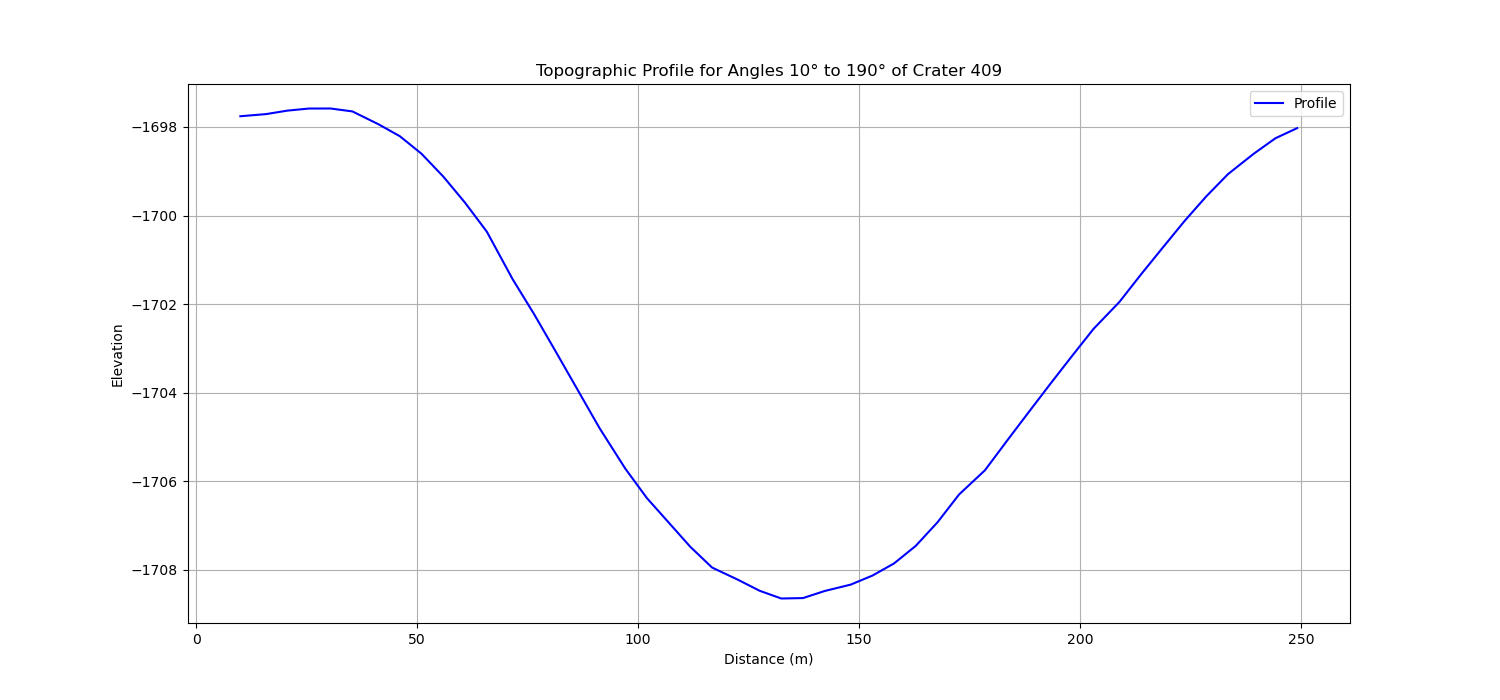 Topographic Profile for Angles 10° to 190° of Crater 409
Profile
−1698
−1700
−1702
−1704
−1706
−1708
Elevation
0 50 100 150 200 250
Distance (m)